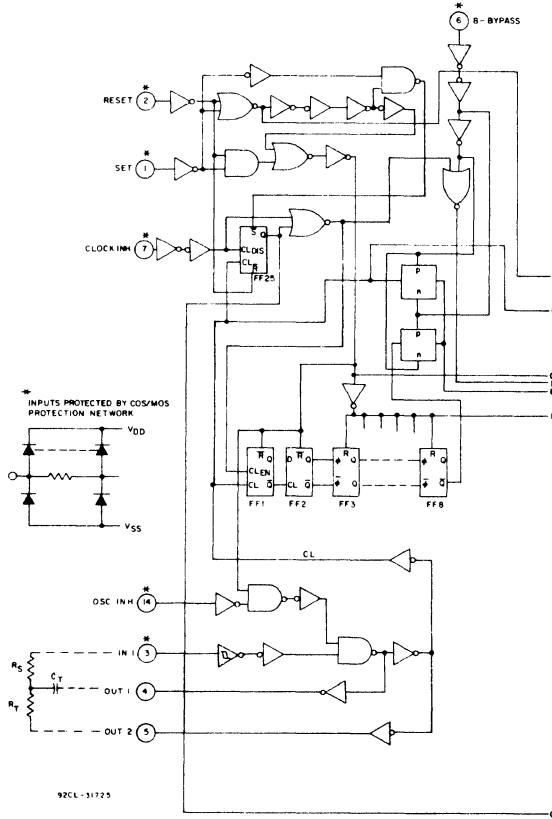 *
6 8-BYPASS
*
RESET 2
*
SET 1
*
CLOCK INH 7
S Q
CL DIS
CL R
FF25
p
n
p
n
*
INPUTS PROTECTED BY COS/MOS
PROTECTION NETWORK
VDD
VSS
R Q
CLEN
CL Q
FF1
D R Q
CL Q
FF2
R
ϕ Q
ϕ Q
FF3
R
ϕ Q
ϕ Q
FF8
CL
*
OSC INH 14
*
IN 1 3
RS
CT
OUT 1 4
RT
OUT 2 5
92CL-31725